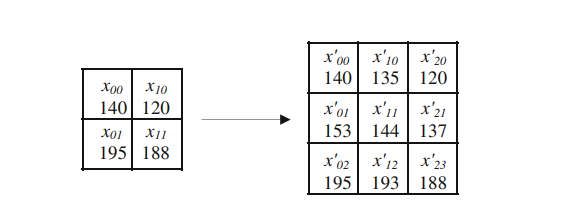 x00 x10
140 120
x01 x11
195 188
x'00 x'10 x'20
140 135 120
x'01 x'11 x'21
153 144 137
x'02 x'12 x'23
195 193 188